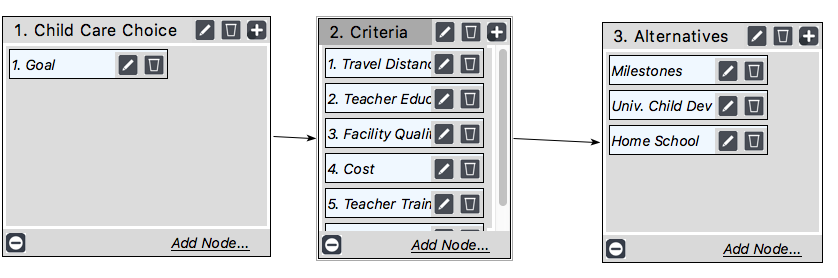 1. Child Care Choice
1. Goal
Add Node...
2. Criteria
1. Travel Distanc
2. Teacher Educ
3. Facility Qualit
4. Cost
5. Teacher Train
Add Node...
3. Alternatives
Milestones
Univ. Child Dev
Home School
Add Node...